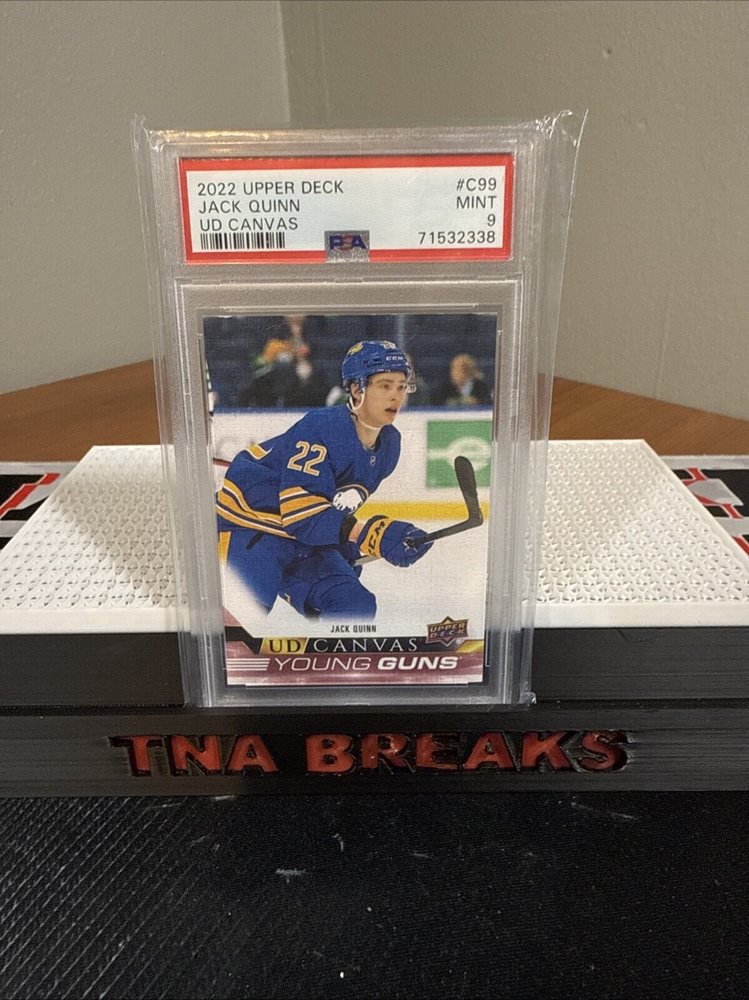 2022 UPPER DECK #C99
JACK QUINN MINT
UD CANVAS 9
PSA 71532338
22
CCM
CCM
JACK QUINN
UPPER DECK
UD CANVAS
YOUNG GUNS
TNA BREAKS